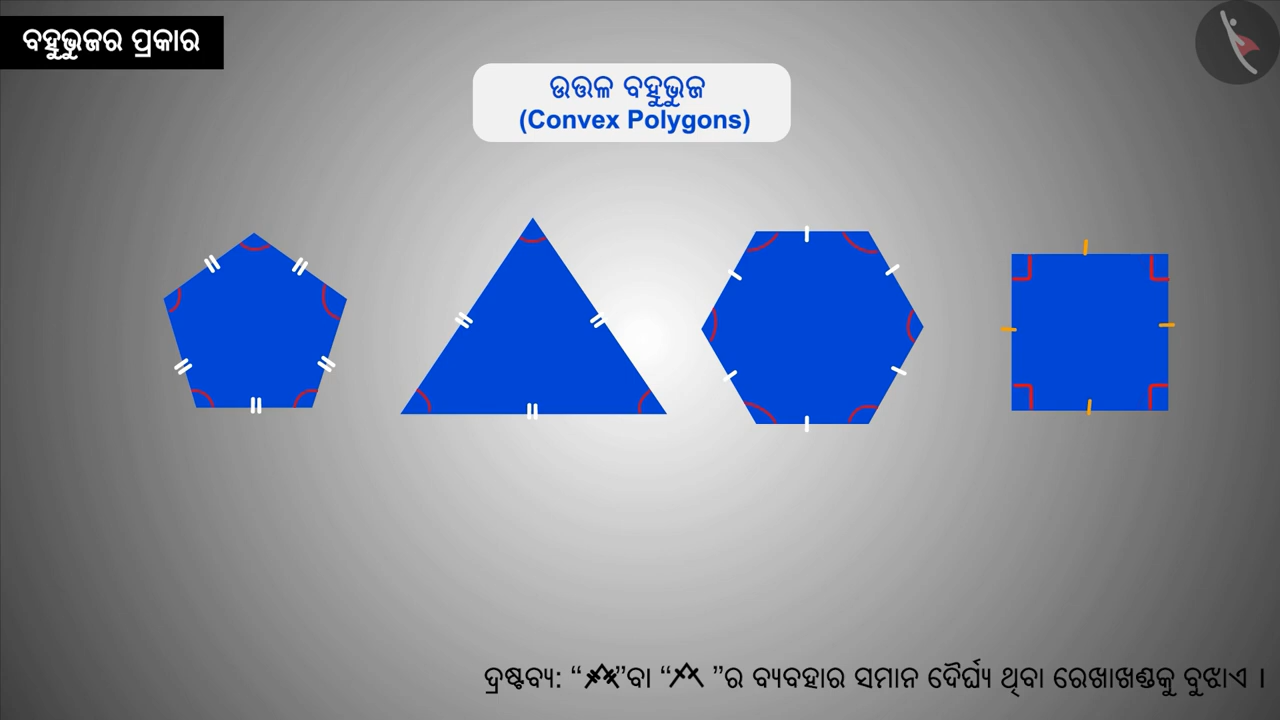 ବହୁଭୁଜର ପ୍ରକାର
ଉତ୍ତଳ ବହୁଭୁଜ
(Convex Polygons)
ଦ୍ରଷ୍ଟବ୍ୟ: “ ”ବା “ ”ର ବ୍ୟବହାର ସମାନ ଦୈର୍ଘ୍ୟ ଥିବା ରେଖାଖଣ୍ଡକୁ ବୁଝାଏ ।